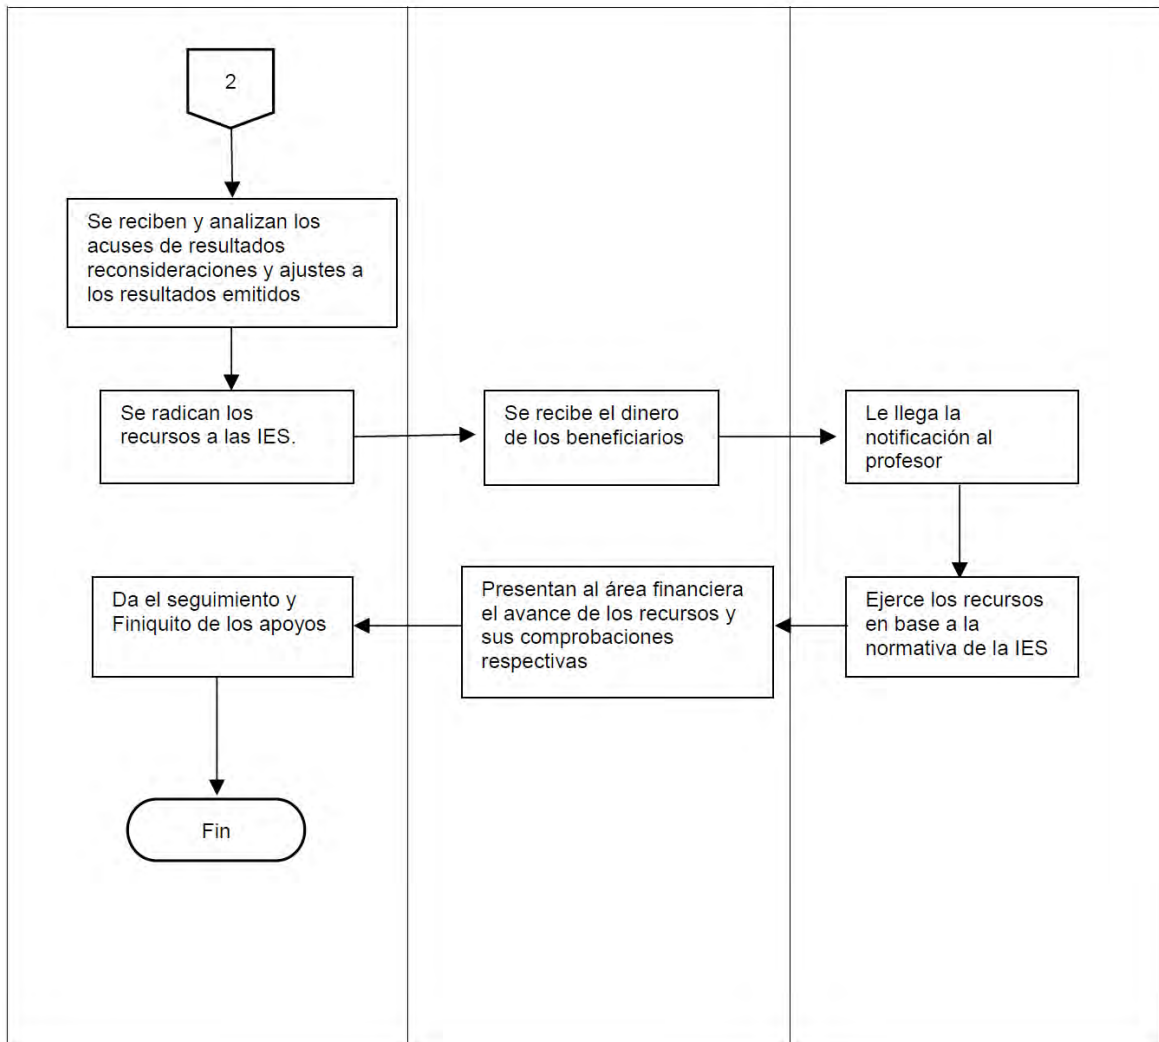 2
Se reciben y analizan los
acuses de resultados
reconsideraciones y ajustes a
los resultados emitidos
Se radican los
recursos a las IES.
Se recibe el dinero
de los beneficiarios
Le llega la
notificación al
profesor
Ejerce los recursos
en base a la
normativa de la IES
Presentan al área financiera
el avance de los recursos y
sus comprobaciones
respectivas
Da el seguimiento y
Finiquito de los apoyos
Fin